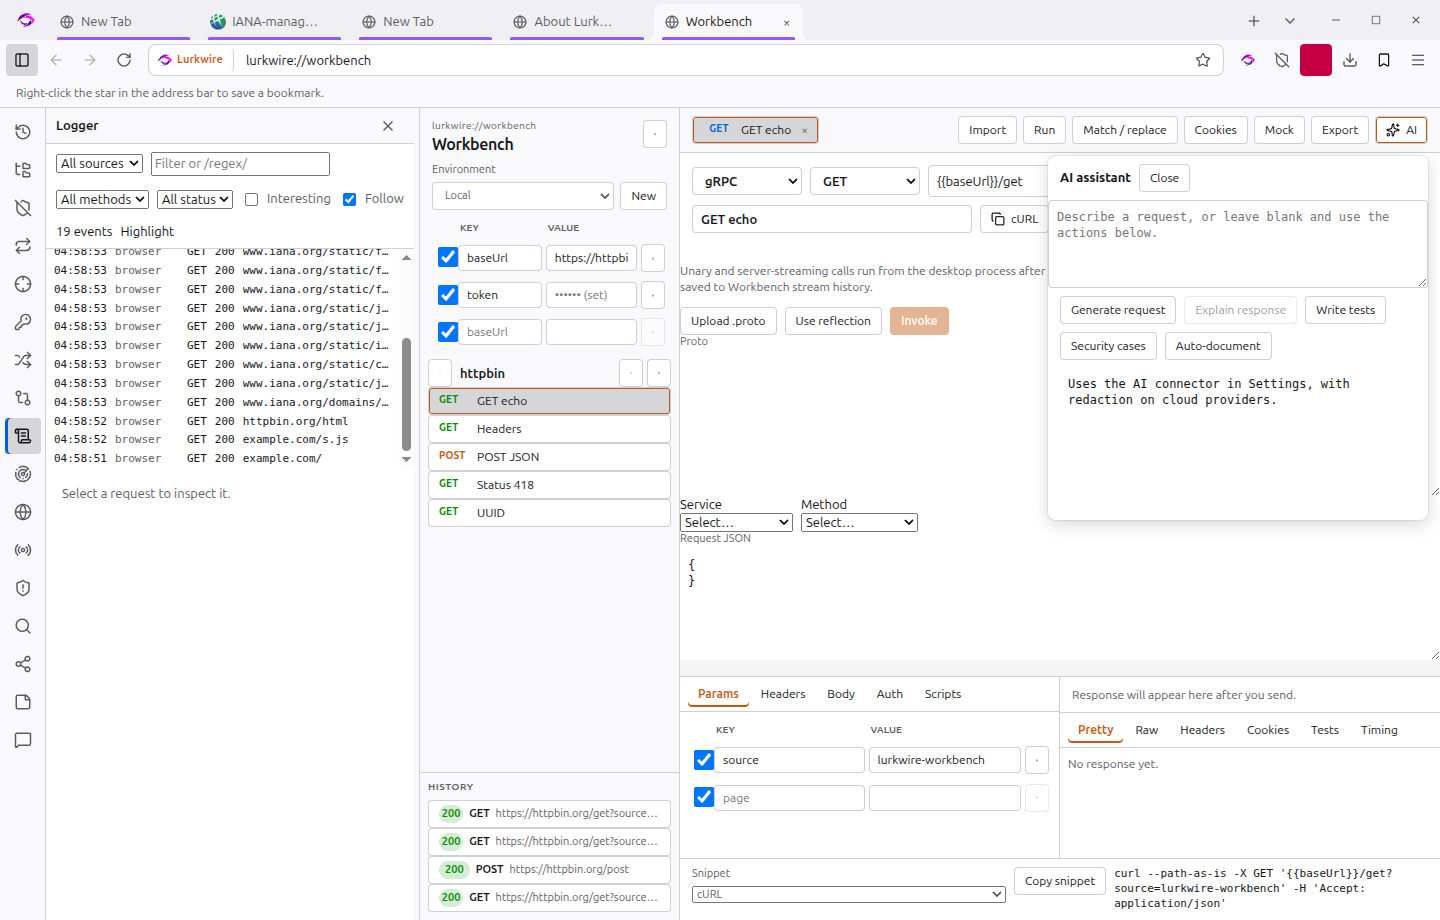 New Tab
IANA-manag...
New Tab
About Lurk...
Workbench
Lurkwire
lurkwire://workbench
Right-click the star in the address bar to save a bookmark.
Logger
All sources
Filter or /regex/
All methods
All status
Interesting
Follow
19 events Highlight
04:58:53 browser GET 200 www.iana.org/static/f...
04:58:53 browser GET 200 www.iana.org/static/f...
04:58:53 browser GET 200 www.iana.org/static/f...
04:58:53 browser GET 200 www.iana.org/static/j...
04:58:53 browser GET 200 www.iana.org/static/j...
04:58:53 browser GET 200 www.iana.org/static/i...
04:58:53 browser GET 200 www.iana.org/static/c...
04:58:53 browser GET 200 www.iana.org/static/j...
04:58:53 browser GET 200 www.iana.org/domains/...
04:58:52 browser GET 200 httpbin.org/html
04:58:52 browser GET 200 example.com/s.js
04:58:51 browser GET 200 example.com/
Select a request to inspect it.
lurkwire://workbench
Workbench
Environment
Local
New
KEY VALUE
baseUrl https://httpbi
token •••••• (set)
baseUrl
httpbin
GET GET echo
GET Headers
POST POST JSON
GET Status 418
GET UUID
HISTORY
200 GET https://httpbin.org/get?source...
200 GET https://httpbin.org/get?source...
200 POST https://httpbin.org/post
200 GET https://httpbin.org/get?source...
GET GET echo ×
Import
Run
Match / replace
Cookies
Mock
Export
AI
gRPC
GET
{{baseUrl}}/get
GET echo
cURL
Unary and server-streaming calls run from the desktop process after
saved to Workbench stream history.
Upload .proto
Use reflection
Invoke
Proto
Service Method
Select... Select...
Request JSON
{
}
AI assistant
Close
Describe a request, or leave blank and use the
actions below.
Generate request
Explain response
Write tests
Security cases
Auto-document
Uses the AI connector in Settings, with
redaction on cloud providers.
Params Headers Body Auth Scripts
KEY VALUE
source lurkwire-workbench
page
Response will appear here after you send.
Pretty Raw Headers Cookies Tests Timing
No response yet.
Snippet
cURL
Copy snippet
curl --path-as-is -X GET '{{baseUrl}}/get?
source=lurkwire-workbench' -H 'Accept:
application/json'